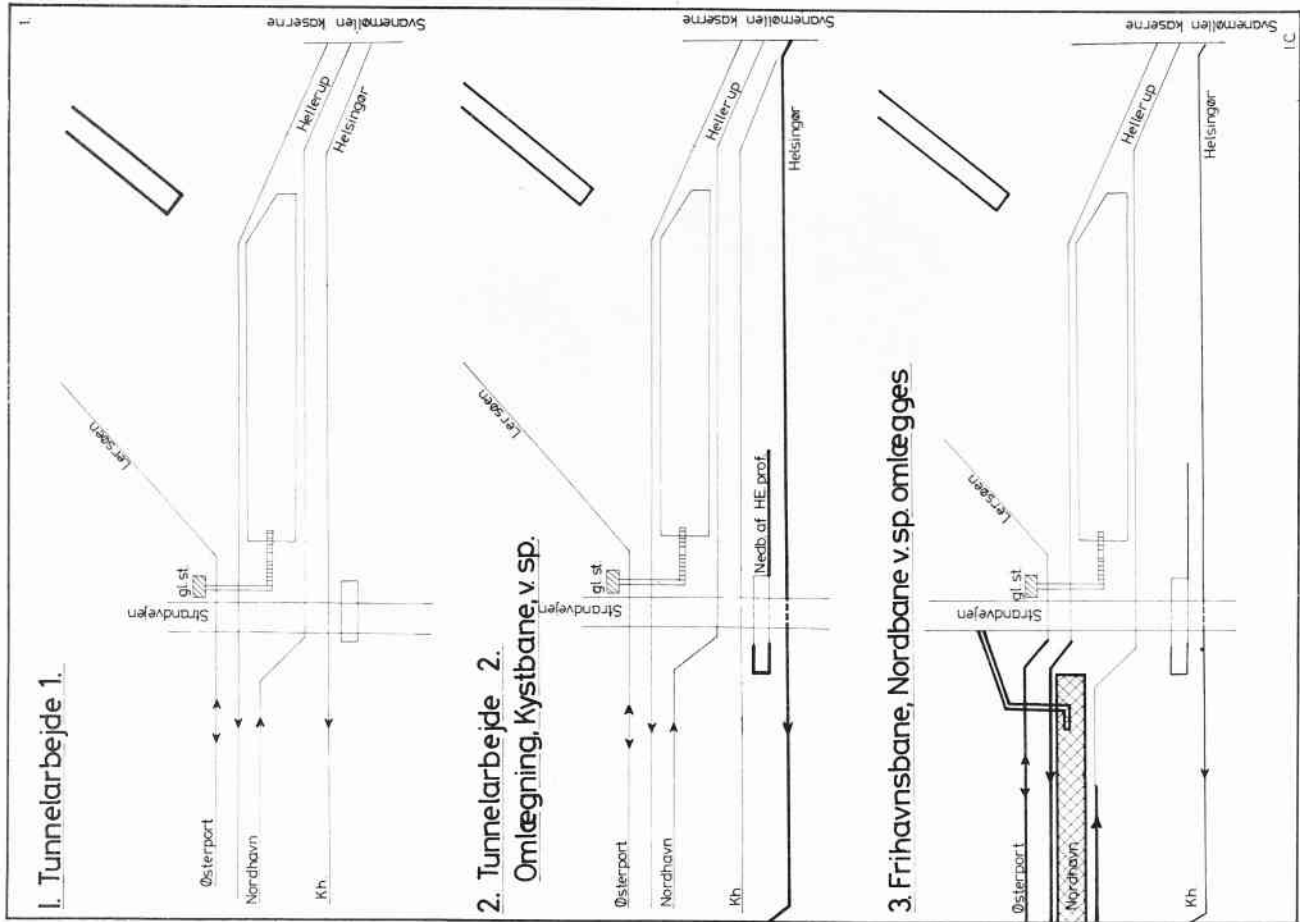 1.
1. Tunnelarbejde 1.
Lersøen
gl. st.
Strandvejen
Østerport
Nordhavn
Kh
Hellerup
Helsingør
Svanemøllen kaserne
2. Tunnelarbejde 2.
Omlægning, Kystbane, v. sp.
Lersøen
gl. st.
Strandvejen
Østerport
Nordhavn
Kh
Nedb. af HE prof.
Hellerup
Helsingør
Svanemøllen kaserne
3. Frihavnsbane, Nordbane v. sp. omlægges
Lersøen
gl. st.
Strandvejen
Østerport
Nordhavn
Kh
Hellerup
Helsingør
Svanemøllen kaserne
I.C